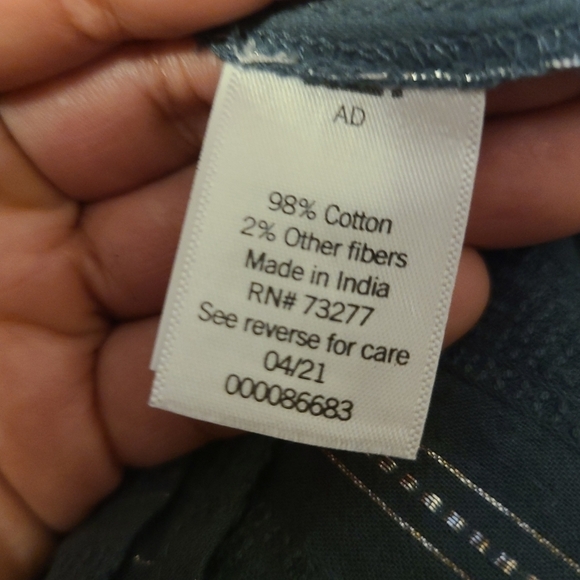 AD
98% Cotton
2% Other fibers
Made in India
RN# 73277
See reverse for care
04/21
000086683